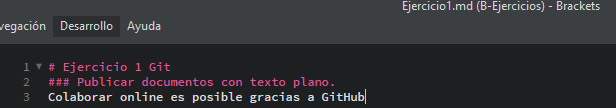 Ejercicio1.md (B-Ejercicios) - Brackets
vegación Desarrollo Ayuda
1 # Ejercicio 1 Git
2 ### Publicar documentos con texto plano.
3 Colaborar online es posible gracias a GitHub